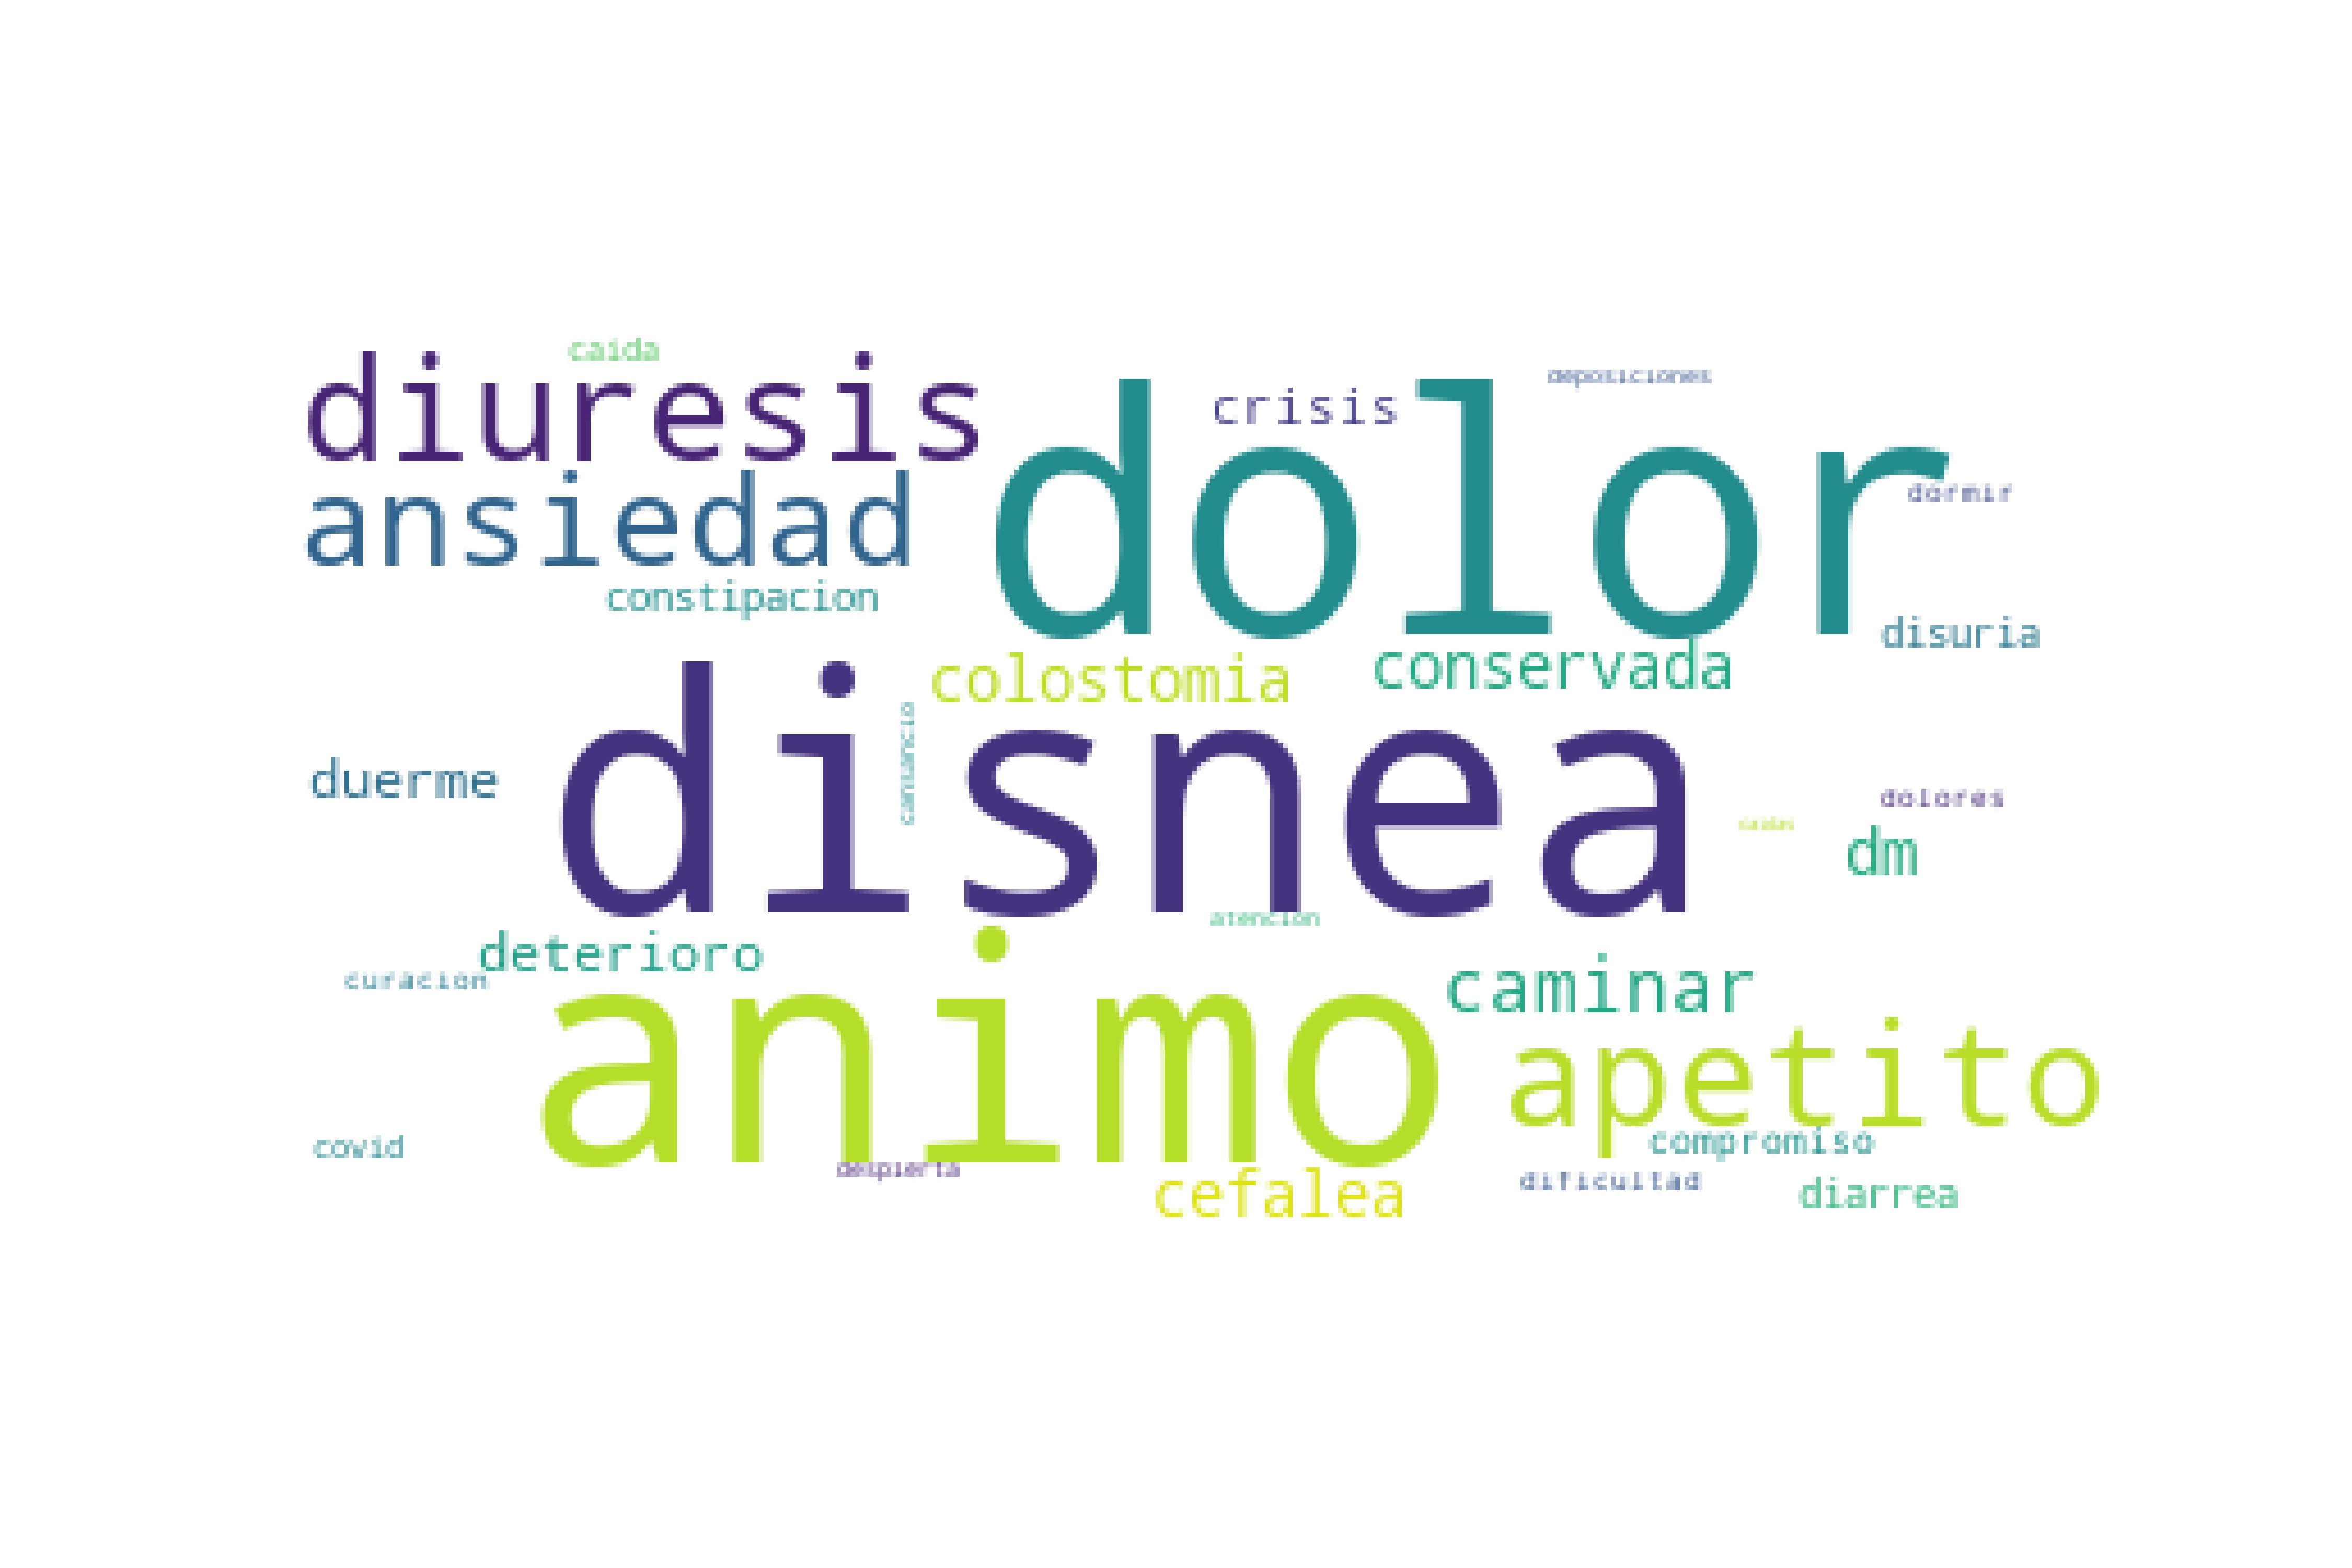 caida
diuresis
deposiciones
crisis
dolor
dormir
ansiedad
constipacion
disuria
conservada
colostomia
cansancio
disnea
duerme
dolores
dm
atencion
deterioro
curacion
animo
caminar
apetito
covid
compromiso
despierta
cefalea
dificultad
diarrea